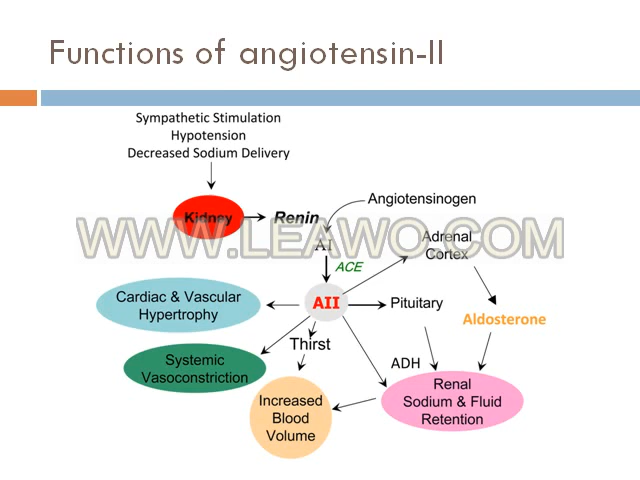 Functions of angiotensin-II
Sympathetic Stimulation
Hypotension
Decreased Sodium Delivery
Kidney
Renin
Angiotensinogen
WWW.LEAWO.COM
AI
Adrenal
Cortex
ACE
Cardiac & Vascular
Hypertrophy
AII
Pituitary
Aldosterone
Thirst
Systemic
Vasoconstriction
ADH
Increased
Blood
Volume
Renal
Sodium & Fluid
Retention